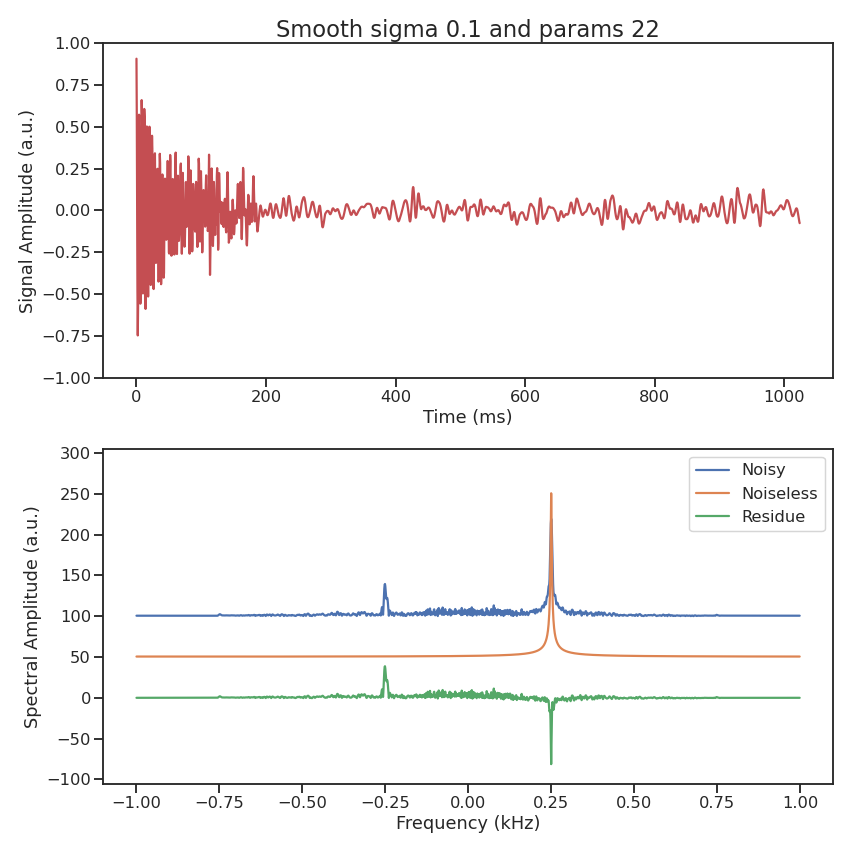 Smooth sigma 0.1 and params 22
1.00
0.75
0.50
0.25
0.00
−0.25
−0.50
−0.75
−1.00
Signal Amplitude (a.u.)
0 200 400 600 800 1000
Time (ms)
300
250
200
150
100
50
0
−50
−100
Spectral Amplitude (a.u.)
Noisy
Noiseless
Residue
−1.00 −0.75 −0.50 −0.25 0.00 0.25 0.50 0.75 1.00
Frequency (kHz)